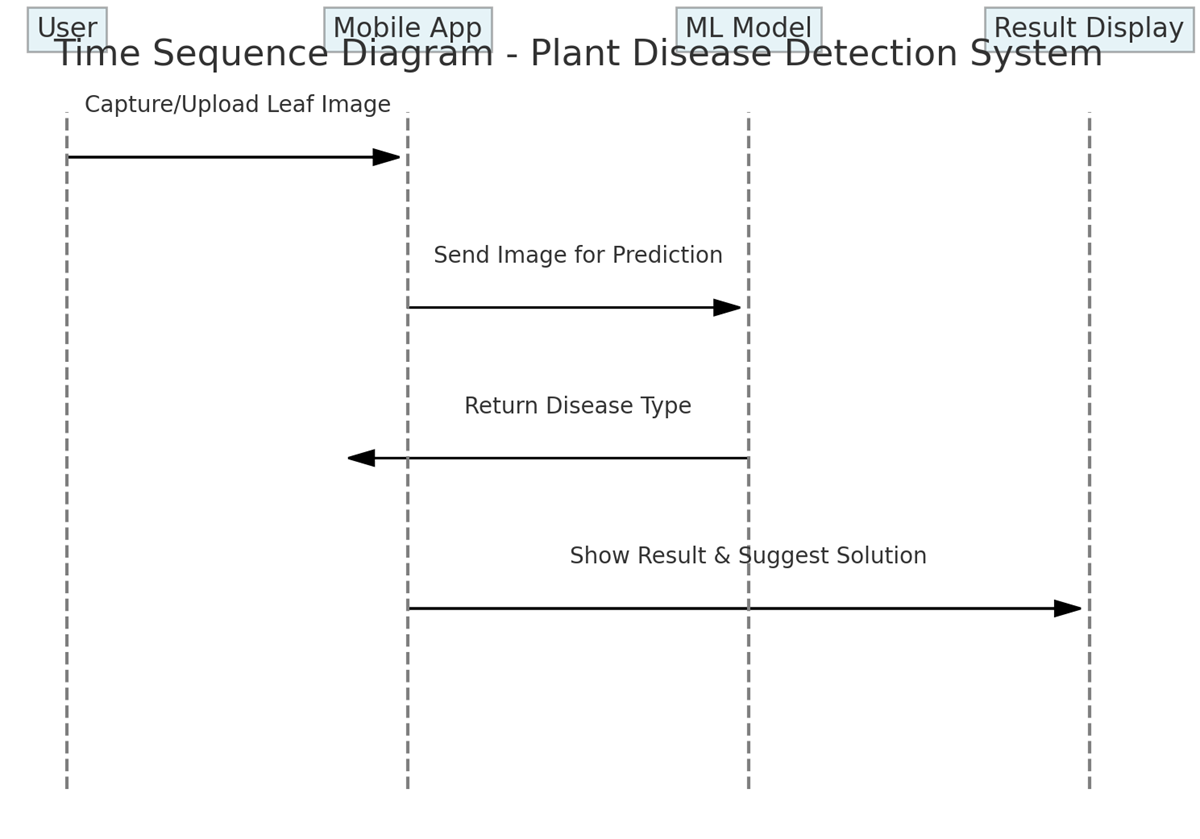 User
Mobile App
ML Model
Result Display
Time Sequence Diagram - Plant Disease Detection System
Capture/Upload Leaf Image
Send Image for Prediction
Return Disease Type
Show Result & Suggest Solution